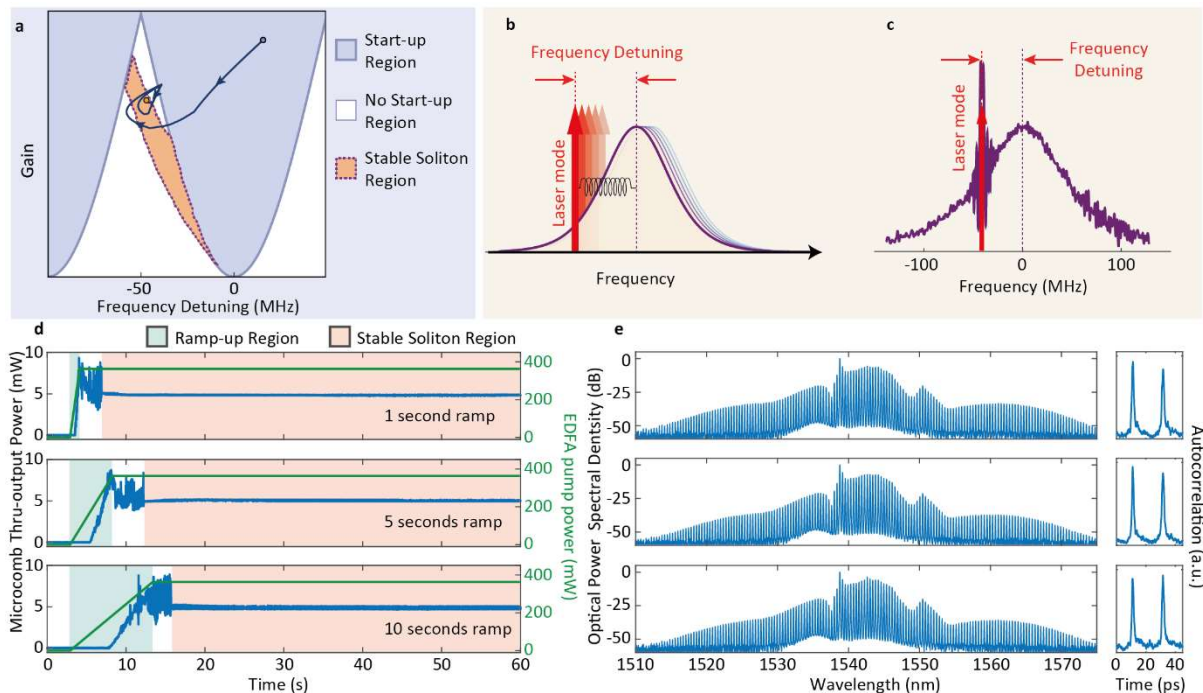 a
Start-up
Region
No Start-up
Region
Stable Soliton
Region
Gain
-50
0
Frequency Detuning (MHz)
b
Frequency Detuning
Laser mode
Frequency
c
Frequency
Detuning
Laser mode
-100
0
100
Frequency (MHz)
d
Ramp-up Region
Stable Soliton Region
Microcomb Thru-output Power (mW)
EDFA pump power (mW)
10
5
0
400
200
0
1 second ramp
10
5
0
400
200
0
5 seconds ramp
10
5
0
400
200
0
10 seconds ramp
0
10
20
30
40
50
60
Time (s)
e
Optical Power Spectral Dentsity (dB)
0
-25
-50
0
-25
-50
0
-25
-50
1510
1520
1530
1540
1550
1560
1570
Wavelength (nm)
Autocorrelation (a.u.)
0
20
40
Time (ps)